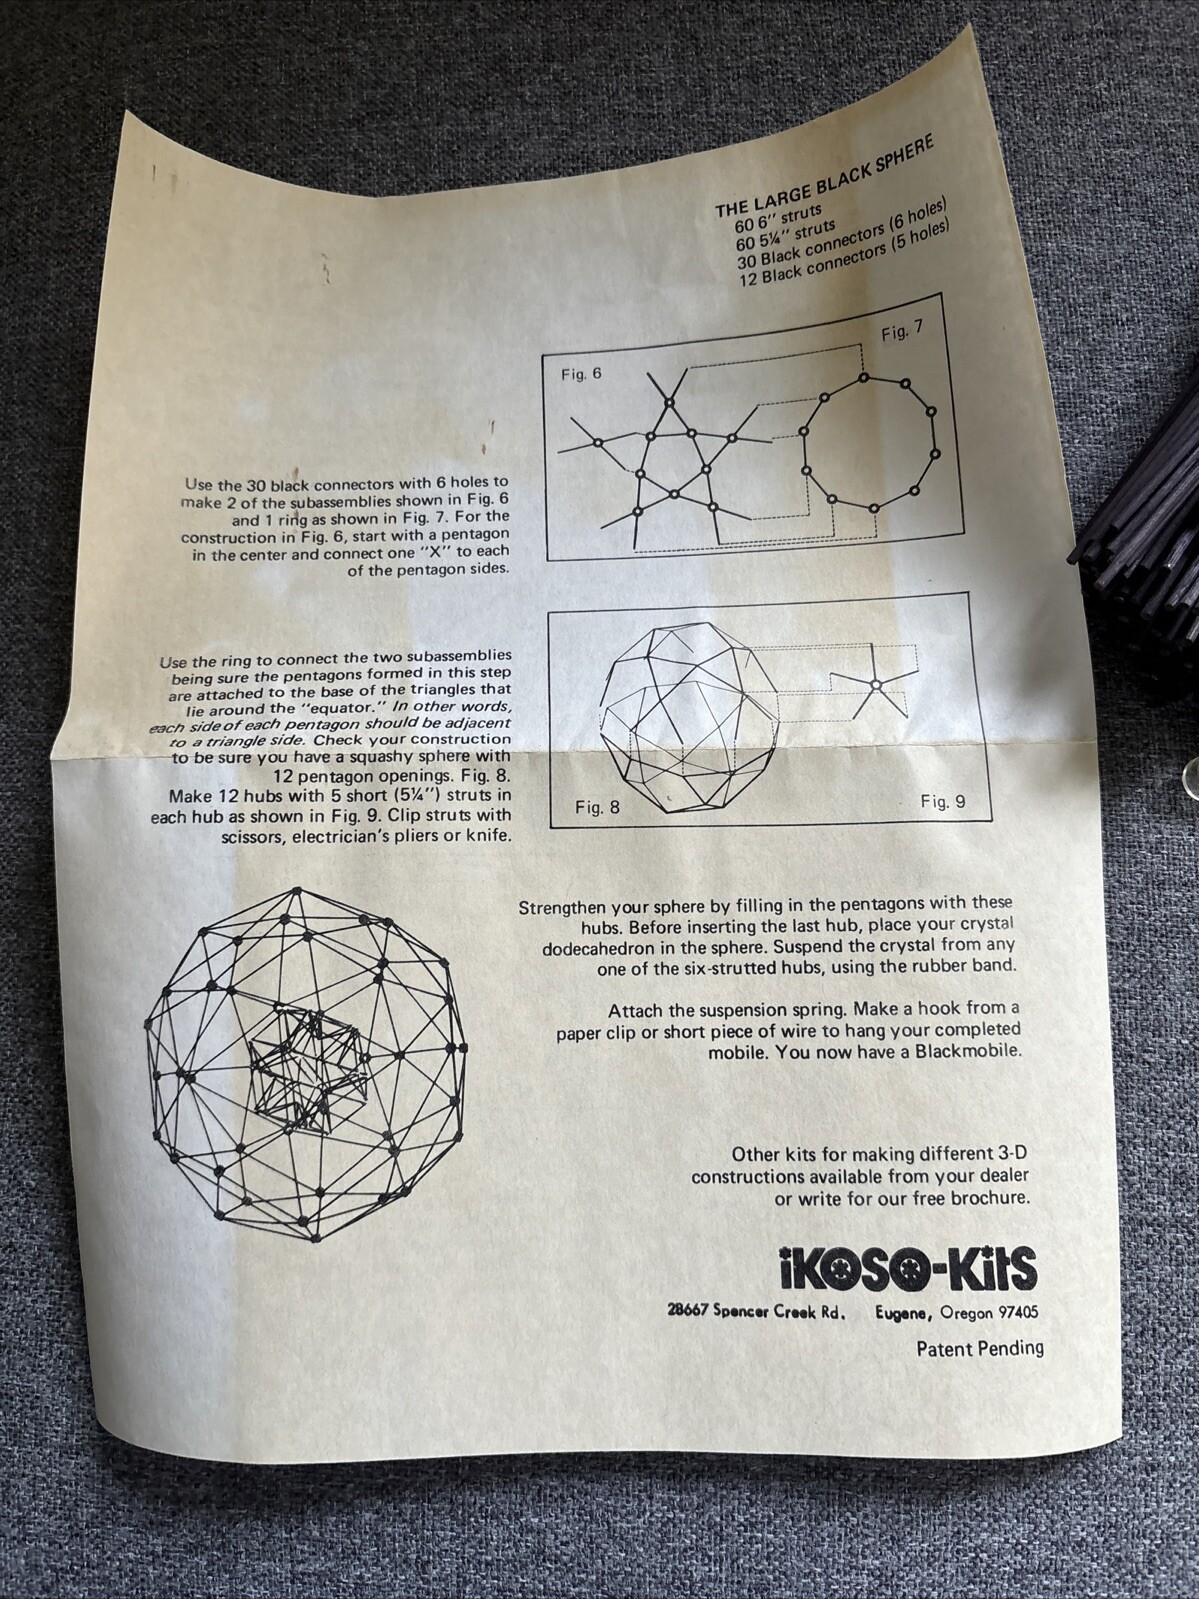 THE LARGE BLACK SPHERE
60 6" struts
60 5¼" struts
30 Black connectors (6 holes)
12 Black connectors (5 holes)
Fig. 6
Fig. 7
Use the 30 black connectors with 6 holes to
make 2 of the subassemblies shown in Fig. 6
and 1 ring as shown in Fig. 7. For the
construction in Fig. 6, start with a pentagon
in the center and connect one "X" to each
of the pentagon sides.
Use the ring to connect the two subassemblies
being sure the pentagons formed in this step
are attached to the base of the triangles that
lie around the "equator." In other words,
each side of each pentagon should be adjacent
to a triangle side. Check your construction
to be sure you have a squashy sphere with
12 pentagon openings. Fig. 8.
Make 12 hubs with 5 short (5¼") struts in
each hub as shown in Fig. 9. Clip struts with
scissors, electrician's pliers or knife.
Fig. 8
Fig. 9
Strengthen your sphere by filling in the pentagons with these
hubs. Before inserting the last hub, place your crystal
dodecahedron in the sphere. Suspend the crystal from any
one of the six-strutted hubs, using the rubber band.
Attach the suspension spring. Make a hook from a
paper clip or short piece of wire to hang your completed
mobile. You now have a Blackmobile.
Other kits for making different 3-D
constructions available from your dealer
or write for our free brochure.
iKOSO-KitS
28667 Spencer Creek Rd. Eugene, Oregon 97405
Patent Pending